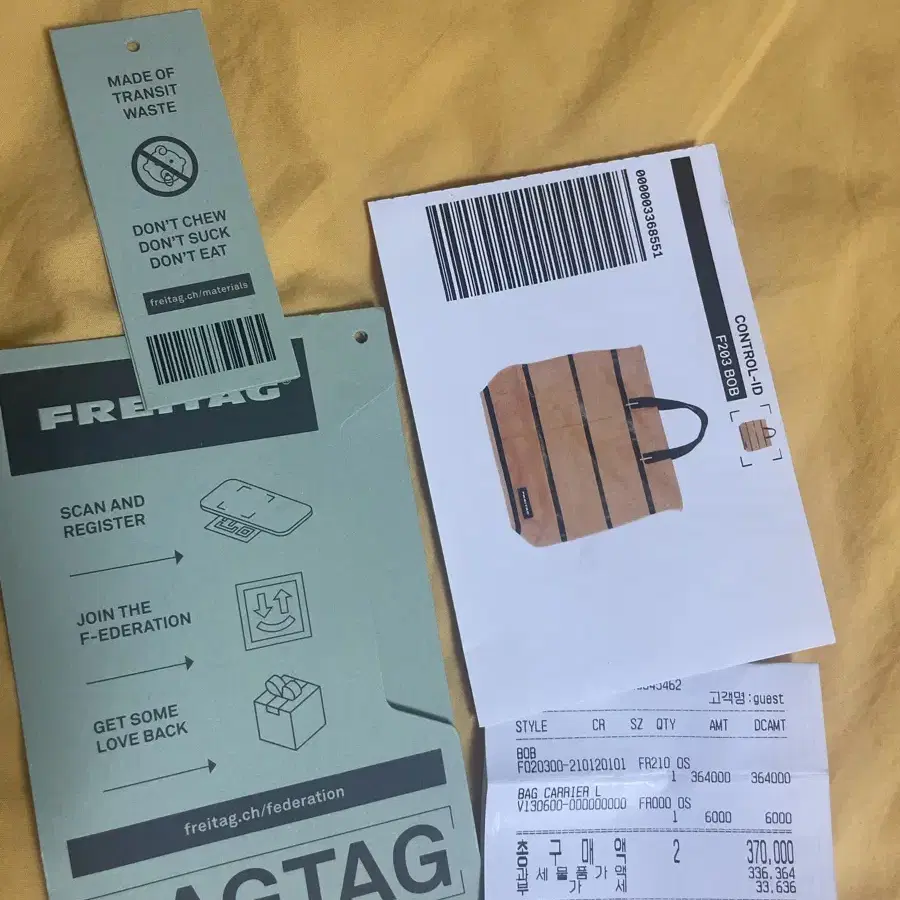 MADE OF
TRANSIT
WASTE
DON'T CHEW
DON'T SUCK
DON'T EAT
freitag.ch/materials
FREITAG®
SCAN AND
REGISTER
JOIN THE
F-EDERATION
GET SOME
LOVE BACK
freitag.ch/federation
AGTAG
000003368551
CONTROL-ID
F203 BOB
FREITAG
고객명:guest
STYLE CR SZ QTY AMT DCAMT
BOB
F020300-210120101 FR210 OS
1 364000 364000
BAG CARRIER L
V130600-000000000 FR000 OS
1 6000 6000
총 구 매 액 2 370,000
과 세 물 품 가 액 336,364
부 가 세 33,636